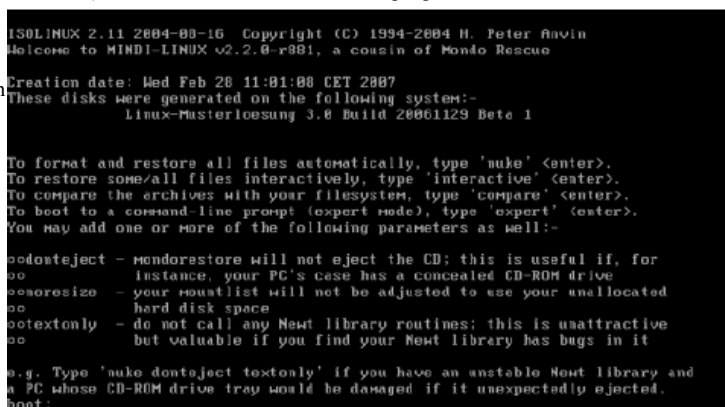 ISOLINUX 2.11 2004-08-16 Copyright (C) 1994-2004 H. Peter Anvin
Welcome to MINDI-LINUX v2.2.0-r881, a cousin of Mondo Rescue
Creation date: Wed Feb 28 11:01:08 CET 2007
These disks were generated on the following system:-
Linux-Musterloesung 3.0 Build 20061129 Beta 1
To format and restore all files automatically, type 'nuke' <enter>.
To restore some/all files interactively, type 'interactive' <enter>.
To compare the archives with your filesystem, type 'compare' <enter>.
To boot to a command-line prompt (expert mode), type 'expert' <enter>.
You may add one or more of the following parameters as well:-
oodonteject - mondorestore will not eject the CD; this is useful if, for
oo instance, your PC's case has a concealed CD-ROM drive
oonoresize - your mountlist will not be adjusted to use your unallocated
oo hard disk space
ootextonly - do not call any Newt library routines; this is unattractive
oo but valuable if you find your Newt library has bugs in it
e.g. Type 'nuke donteject textonly' if you have an unstable Newt library and
a PC whose CD-ROM drive tray would be damaged if it unexpectedly ejected.
boot: